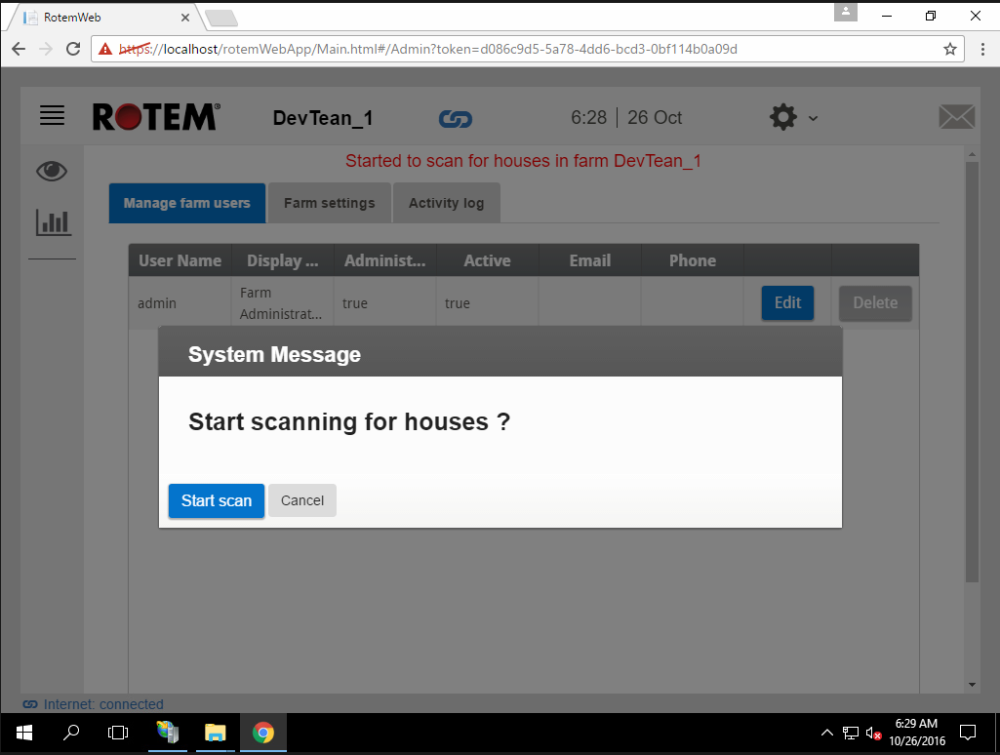 RotemWeb
https://localhost/rotemWebApp/Main.html#/Admin?token=d086c9d5-5a78-4dd6-bcd3-0bf114b0a09d
ROTEM® DevTean_1 6:28 26 Oct
Started to scan for houses in farm DevTean_1
Manage farm users Farm settings Activity log
User Name Display ... Administ... Active Email Phone
admin Farm Administrat... true true Edit Delete
System Message
Start scanning for houses ?
Start scan Cancel
Internet: connected
6:29 AM
10/26/2016